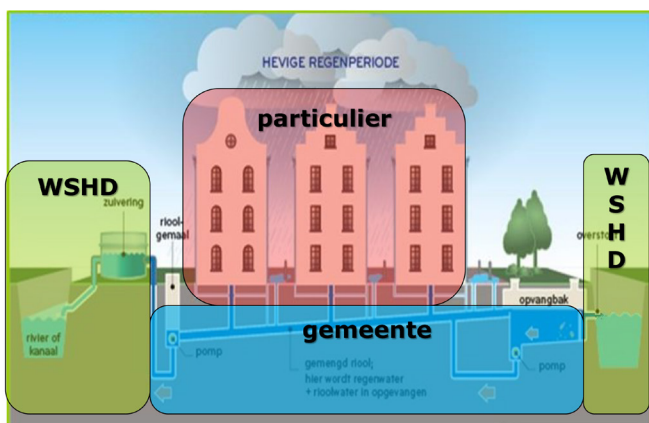 HEVIGE REGENPERIODE
particulier
WSHD
zuivering
riool-
gemaal
W
S
H
D
opvangbak
rivier of
kanaal
gemeente
pomp
gemengd riool;
hier wordt regenwater
+ rioolwater in opgevangen
pomp